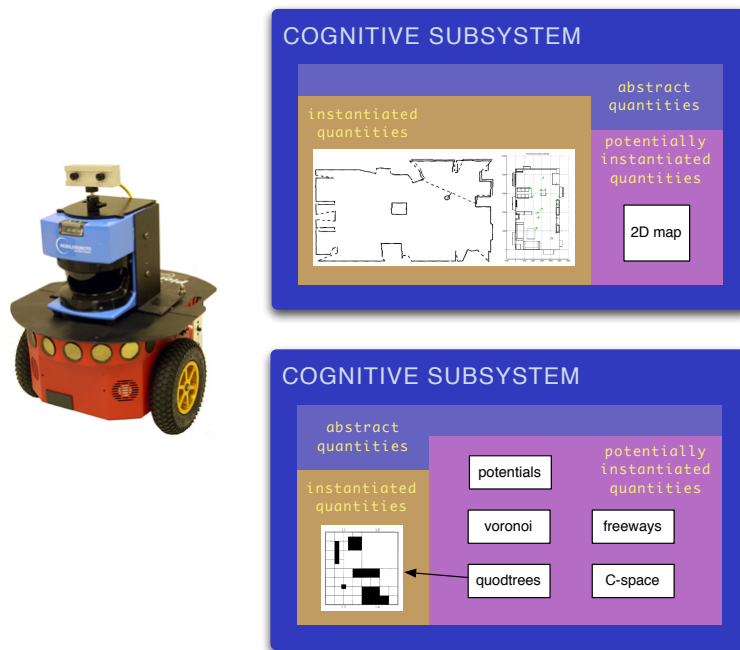 COGNITIVE SUBSYSTEM
abstract
quantities
instantiated
quantities
potentially
instantiated
quantities
2D map
COGNITIVE SUBSYSTEM
abstract
quantities
potentially
instantiated
quantities
instantiated
quantities
potentials
voronoi
freeways
quodtrees
C-space